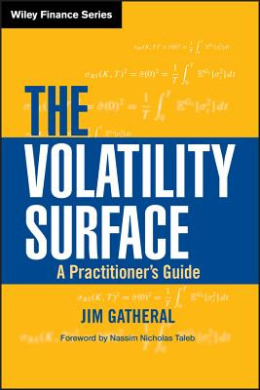 Wiley Finance Series
THE
VOLATILITY
SURFACE
A Practitioner's Guide
JIM GATHERAL
Foreword by Nassim Nicholas Taleb